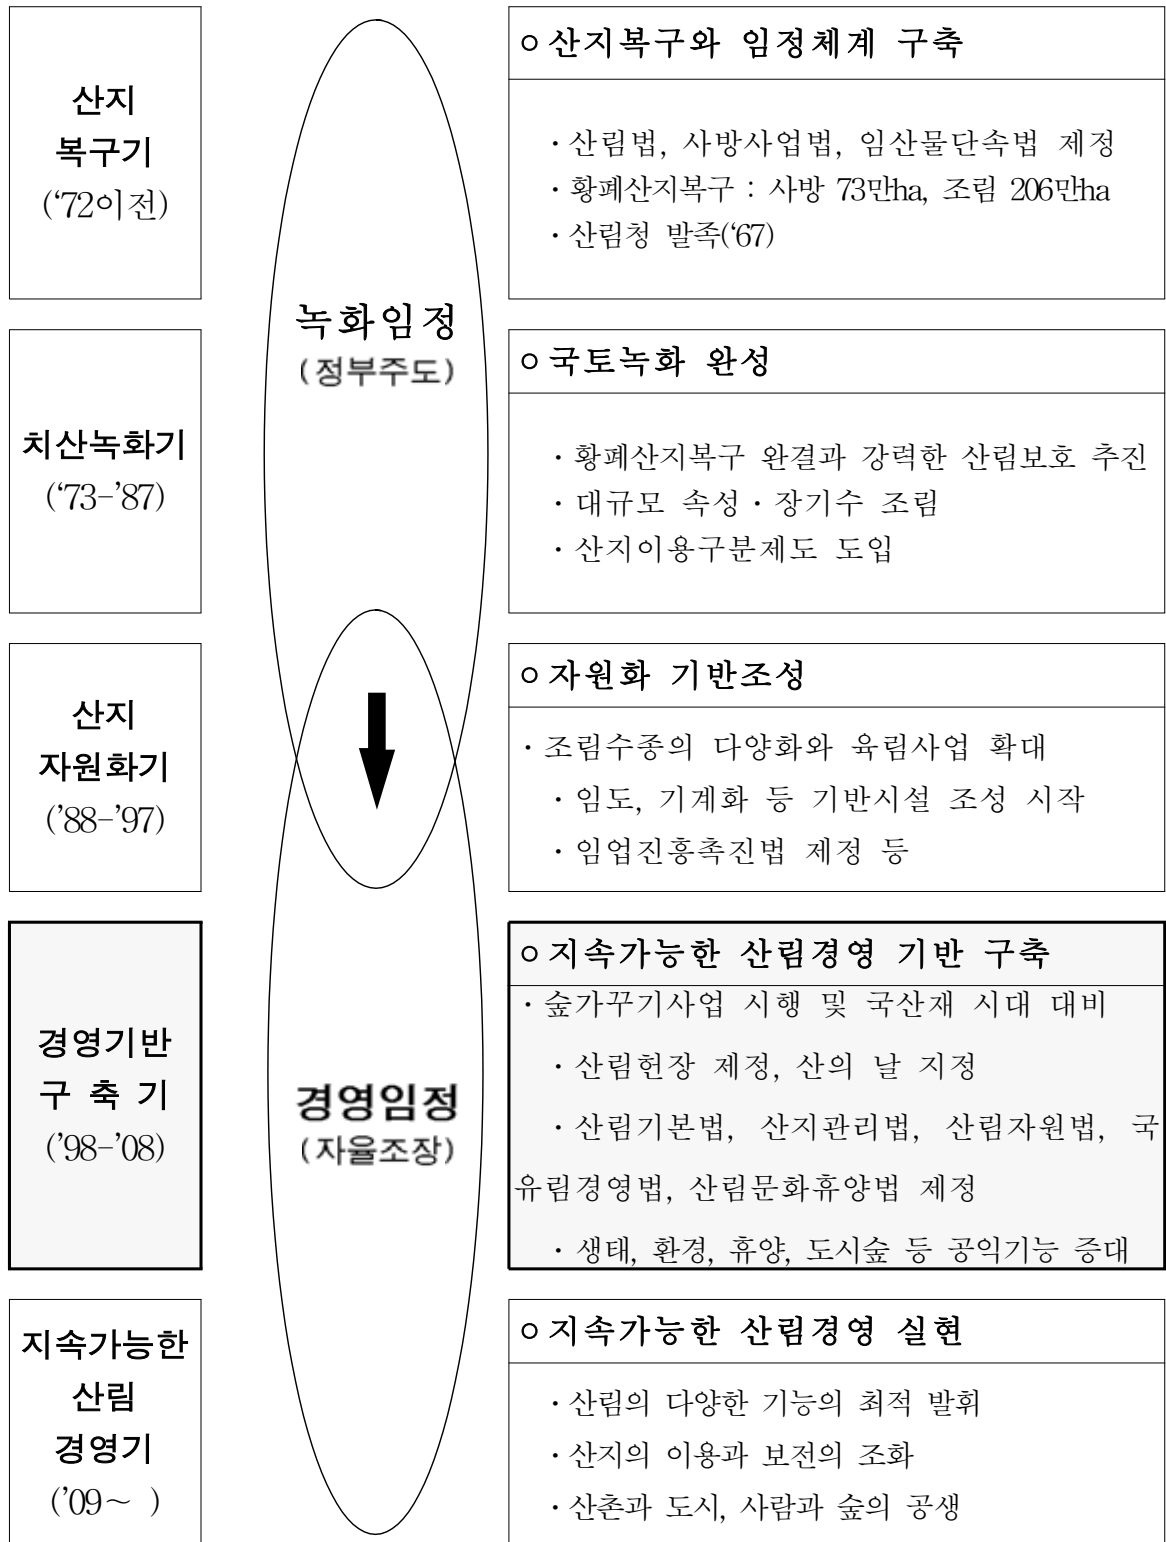 산지
복구기
(‘72이전)
ㅇ산지복구와 임정체계 구축
·산림법, 사방사업법, 임산물단속법 제정
·황폐산지복구 : 사방 73만ha, 조림 206만ha
·산림청 발족(‘67)
녹화임정
(정부주도)
치산녹화기
(‘73-’87)
ㅇ국토녹화 완성
·황폐산지복구 완결과 강력한 산림보호 추진
·대규모 속성·장기수 조림
·산지이용구분제도 도입
산지
자원화기
(’88-’97)
ㅇ자원화 기반조성
·조림수종의 다양화와 육림사업 확대
·임도, 기계화 등 기반시설 조성 시작
·임업진흥촉진법 제정 등
경영기반
구 축 기
(’98-’08)
경영임정
(자율조장)
ㅇ지속가능한 산림경영 기반 구축
·숲가꾸기사업 시행 및 국산재 시대 대비
·산림헌장 제정, 산의 날 지정
·산림기본법, 산지관리법, 산림자원법, 국
유림경영법, 산림문화휴양법 제정
·생태, 환경, 휴양, 도시숲 등 공익기능 증대
지속가능한
산림
경영기
(’09～ )
ㅇ지속가능한 산림경영 실현
·산림의 다양한 기능의 최적 발휘
·산지의 이용과 보전의 조화
·산촌과 도시, 사람과 숲의 공생